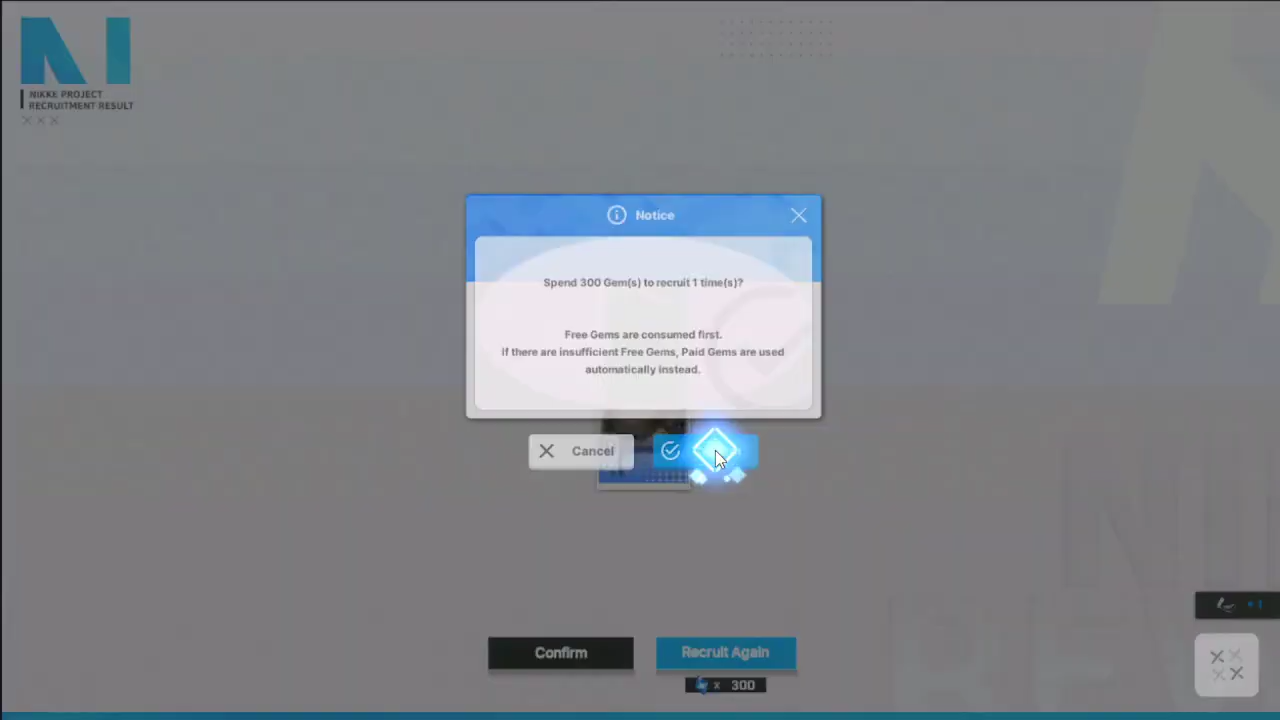 NIKKE PROJECT
RECRUITMENT RESULT
Notice
Spend 300 Gem(s) to recruit 1 time(s)?
Free Gems are consumed first.
If there are insufficient Free Gems, Paid Gems are used
automatically instead.
Cancel
Confirm
Recruit Again
x 300